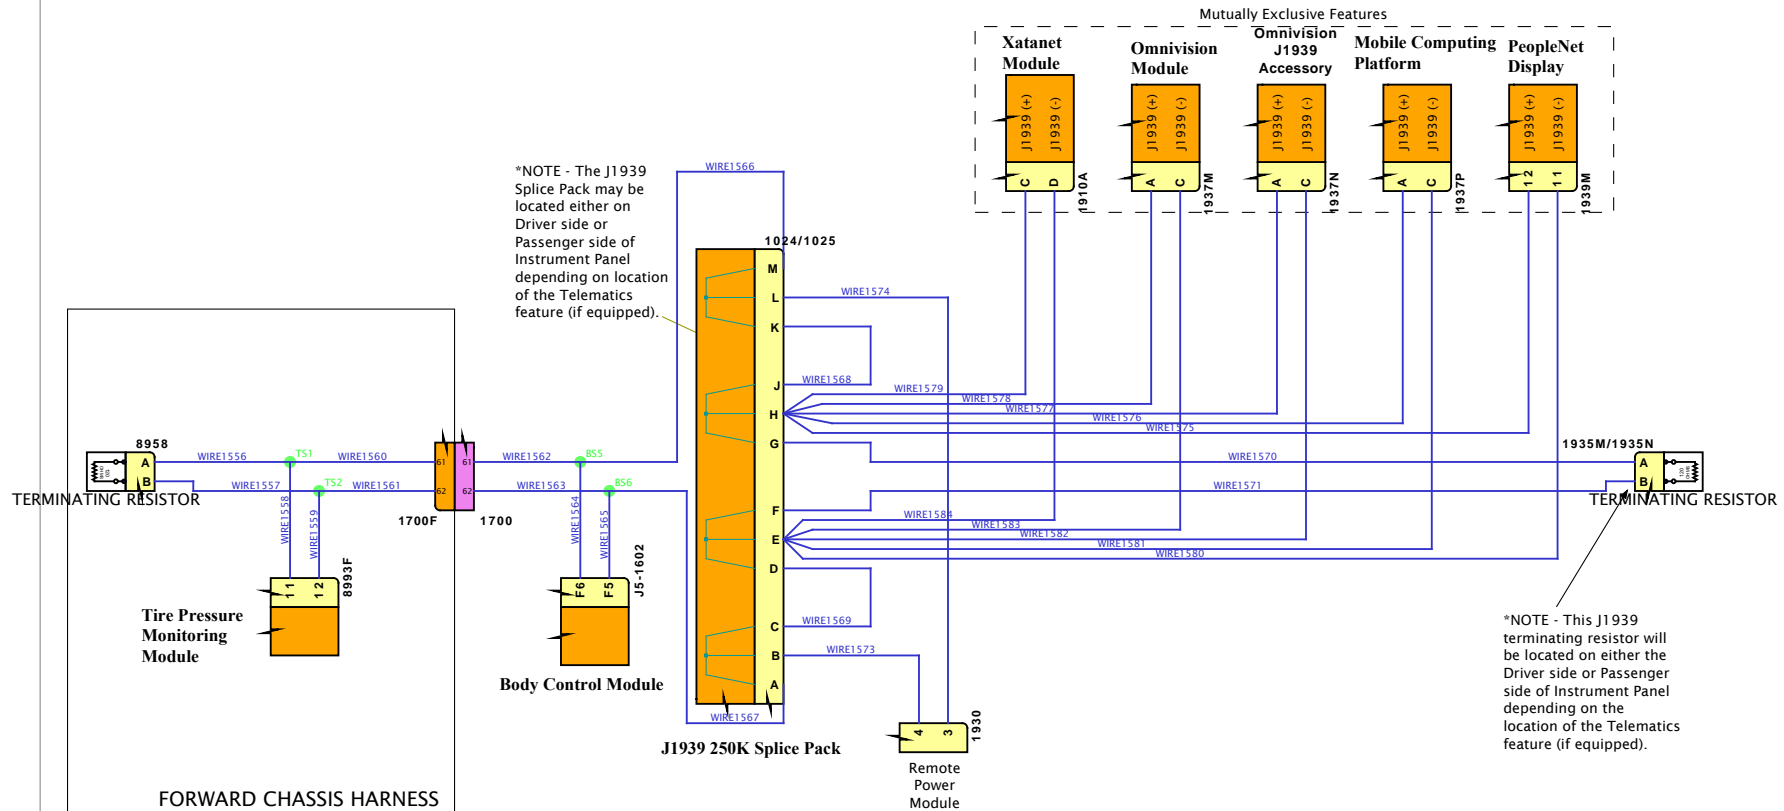 Mutually Exclusive Features
Xatanet
Module
Omnivision
Module
Omnivision
J1939
Accessory
Mobile Computing
Platform
PeopleNet
Display
J1939 (+)
J1939 (-)
J1939 (+)
J1939 (-)
J1939 (+)
J1939 (-)
J1939 (+)
J1939 (-)
J1939 (+)
J1939 (-)
C
D
1910A
A
C
1937M
A
C
1937N
A
C
1937P
12
11
1939M
*NOTE - The J1939
Splice Pack may be
located either on
Driver side or
Passenger side of
Instrument Panel
depending on location
of the Telematics
feature (if equipped).
WIRE1566
1024/1025
M
L
K
J
H
G
F
E
D
C
B
A
WIRE1574
WIRE1568
WIRE1579
WIRE1578
WIRE1577
WIRE1576
WIRE1575
WIRE1570
WIRE1571
WIRE1584
WIRE1583
WIRE1582
WIRE1581
WIRE1580
WIRE1569
WIRE1573
WIRE1567
J1939 250K Splice Pack
8958
A
B
TERMINATING RESISTOR
WIRE1556
TS1
WIRE1560
WIRE1557
TS2
WIRE1561
WIRE1558
WIRE1559
61
62
61
62
1700F
1700
WIRE1562
BS5
WIRE1563
BS6
WIRE1564
WIRE1565
11
12
8993F
Tire Pressure
Monitoring
Module
F6
F5
J5-1602
Body Control Module
4
3
1930
Remote
Power
Module
1935M/1935N
A
B
120
OHMS
TERMINATING RESISTOR
*NOTE - This J1939
terminating resistor will
be located on either the
Driver side or Passenger
side of Instrument Panel
depending on the
location of the Telematics
feature (if equipped).
FORWARD CHASSIS HARNESS